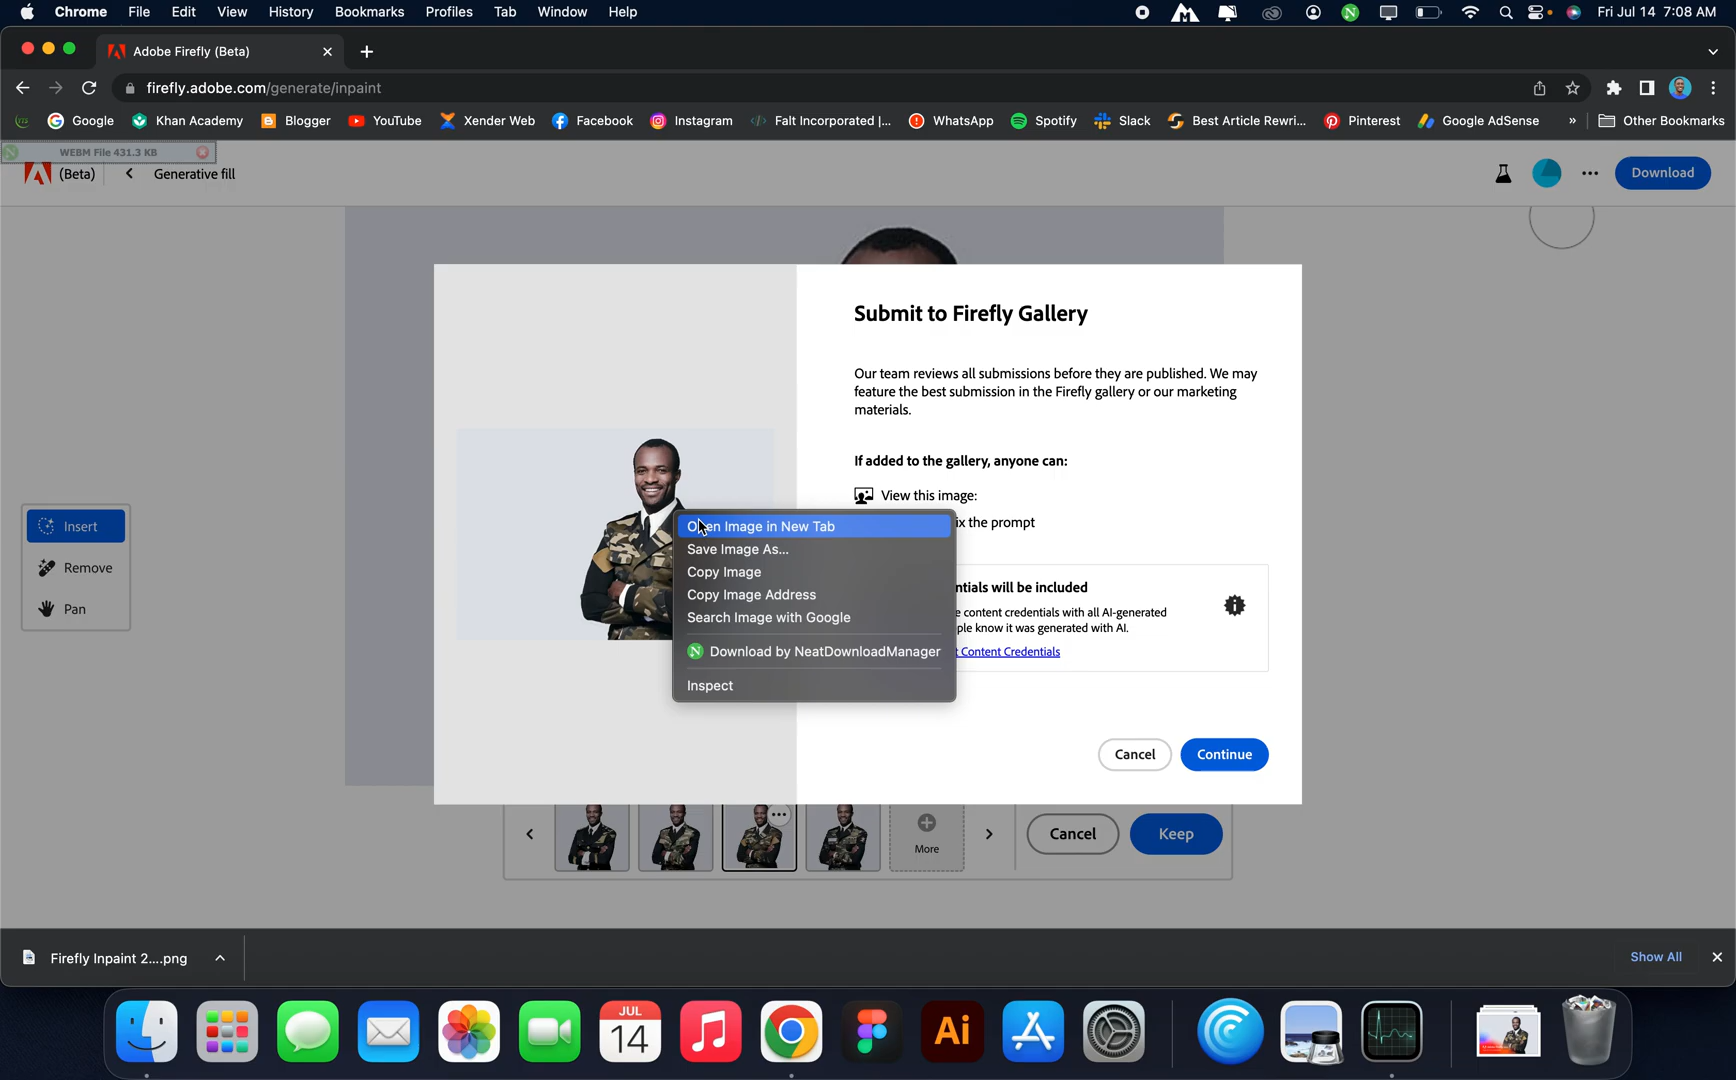 Chrome File Edit View History Bookmarks Profiles Tab Window Help Fri Jul 14 7:08 AM
Adobe Firefly (Beta)
firefly.adobe.com/generate/inpaint
Google Khan Academy Blogger YouTube Xender Web Facebook Instagram Falt Incorporated |... WhatsApp Spotify Slack Best Article Rewri... Pinterest Google AdSense » Other Bookmarks
WEBM File 431.3 KB
(Beta) Generative fill Download
Submit to Firefly Gallery
Our team reviews all submissions before they are published. We may
feature the best submission in the Firefly gallery or our marketing
materials.
If added to the gallery, anyone can:
View this image:
ix the prompt
Insert
Remove
Pan
Open Image in New Tab
Save Image As...
Copy Image
Copy Image Address
Search Image with Google
Download by NeatDownloadManager
Inspect
ntials will be included
e content credentials with all AI-generated
ple know it was generated with AI.
t Content Credentials
Cancel Continue
More
Cancel Keep
Firefly Inpaint 2....png Show All
JUL
14
Ai